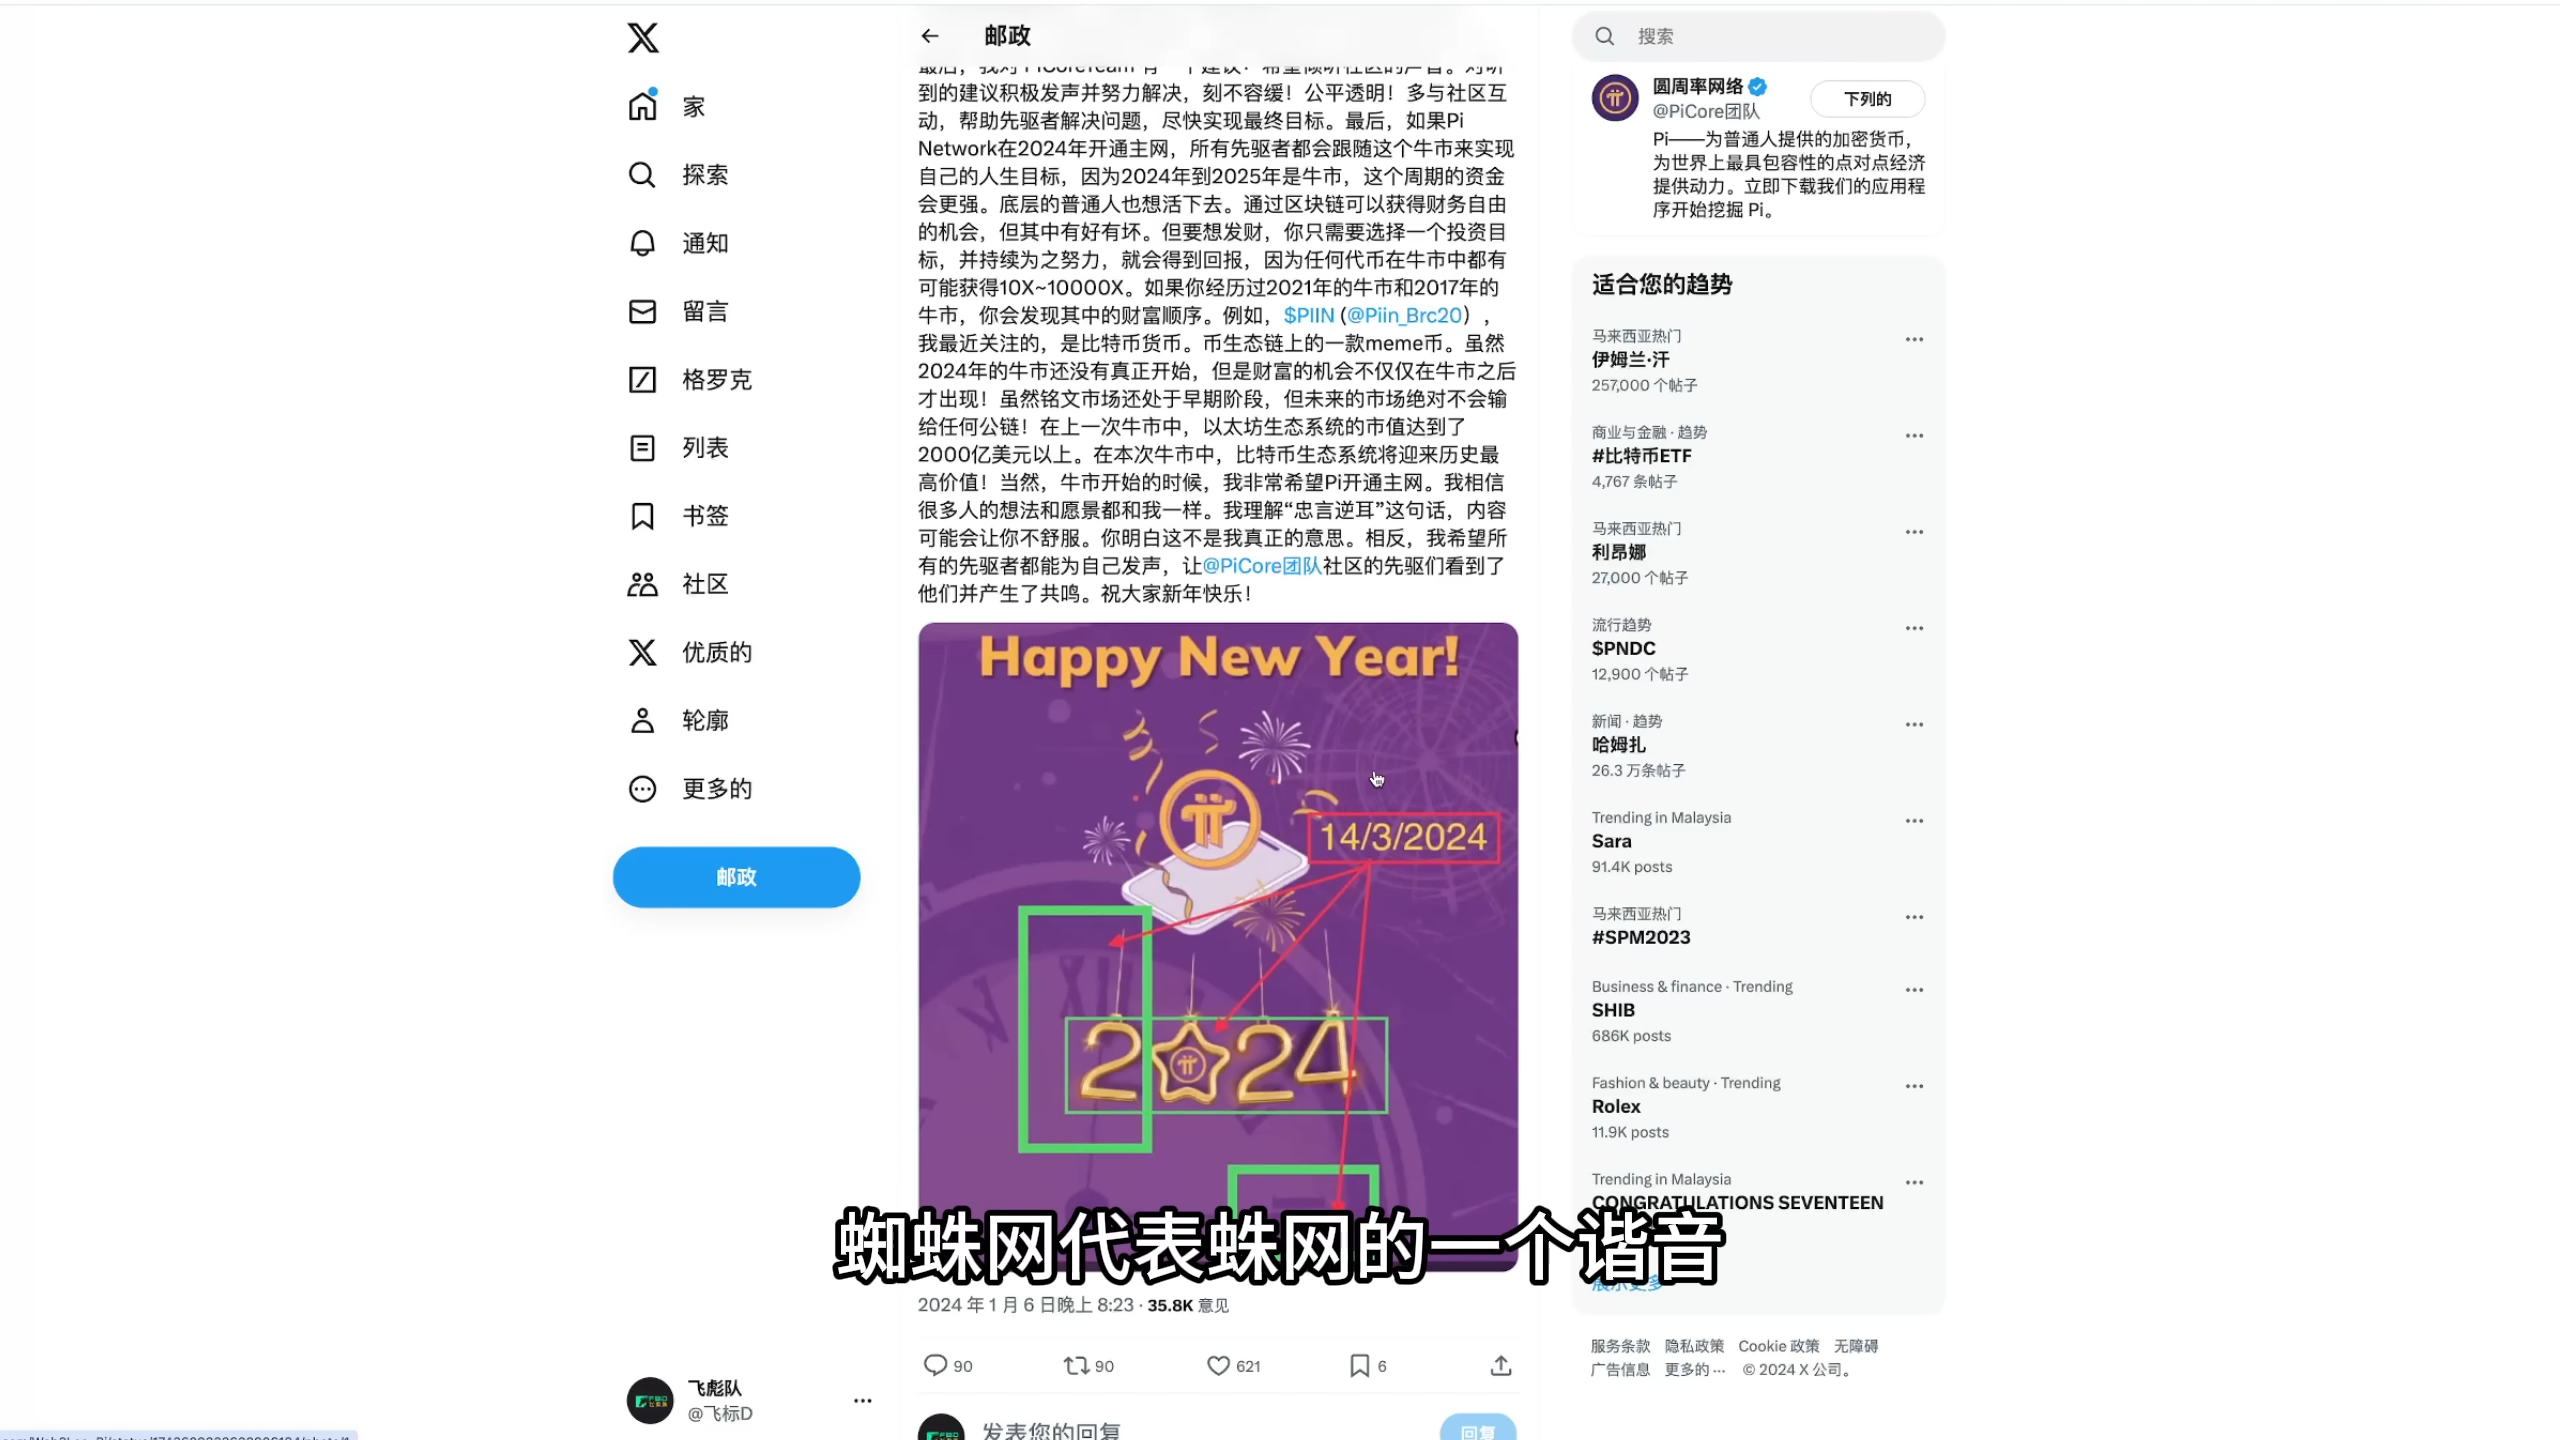 家
探索
通知
留言
格罗克
列表
书签
社区
优质的
轮廓
更多的
邮政
飞彪队
@飞标D
邮政
到的建议积极发声并努力解决，刻不容缓！公平透明！多与社区互
动，帮助先驱者解决问题，尽快实现最终目标。最后，如果Pi
Network在2024年开通主网，所有先驱者都会跟随这个牛市来实现
自己的人生目标，因为2024年到2025年是牛市，这个周期的资金
会更强。底层的普通人也想活下去。通过区块链可以获得财务自由
的机会，但其中有好有坏。但要想发财，你只需要选择一个投资目
标，并持续为之努力，就会得到回报，因为任何代币在牛市中都有
可能获得10X~10000X。如果你经历过2021年的牛市和2017年的
牛市，你会发现其中的财富顺序。例如，$PIIN (@Piin_Brc20)，
我最近关注的，是比特币货币。币生态链上的一款meme币。虽然
2024年的牛市还没有真正开始，但是财富的机会不仅仅在牛市之后
才出现！虽然铭文市场还处于早期阶段，但未来的市场绝对不会输
给任何公链！在上一次牛市中，以太坊生态系统的市值达到了
2000亿美元以上。在本次牛市中，比特币生态系统将迎来历史最
高价值！当然，牛市开始的时候，我非常希望Pi开通主网。我相信
很多人的想法和愿景都和我一样。我理解“忠言逆耳”这句话，内容
可能会让你不舒服。你明白这不是我真正的意思。相反，我希望所
有的先驱者都能为自己发声，让@PiCore团队社区的先驱们看到了
他们并产生了共鸣。祝大家新年快乐！
Happy New Year!
14/3/2024
2024
蜘蛛网代表蛛网的一个谐音
2024 年 1 月 6 日晚上 8:23 · 35.8K 意见
90 90 621 6
发表您的回复
回复
搜索
圆周率网络
@PiCore团队
下列的
Pi——为普通人提供的加密货币，
为世界上最具包容性的点对点经济
提供动力。立即下载我们的应用程
序开始挖掘 Pi。
适合您的趋势
马来西亚热门
伊姆兰·汗
257,000 个帖子
商业与金融 · 趋势
#比特币ETF
4,767 条帖子
马来西亚热门
利昂娜
27,000 个帖子
流行趋势
$PNDC
12,900 个帖子
新闻 · 趋势
哈姆扎
26.3 万条帖子
Trending in Malaysia
Sara
91.4K posts
马来西亚热门
#SPM2023
Business & finance · Trending
SHIB
686K posts
Fashion & beauty · Trending
Rolex
11.9K posts
Trending in Malaysia
CONGRATULATIONS SEVENTEEN
展示更多
服务条款 隐私政策 Cookie 政策 无障碍
广告信息 更多的 ··· © 2024 X 公司。